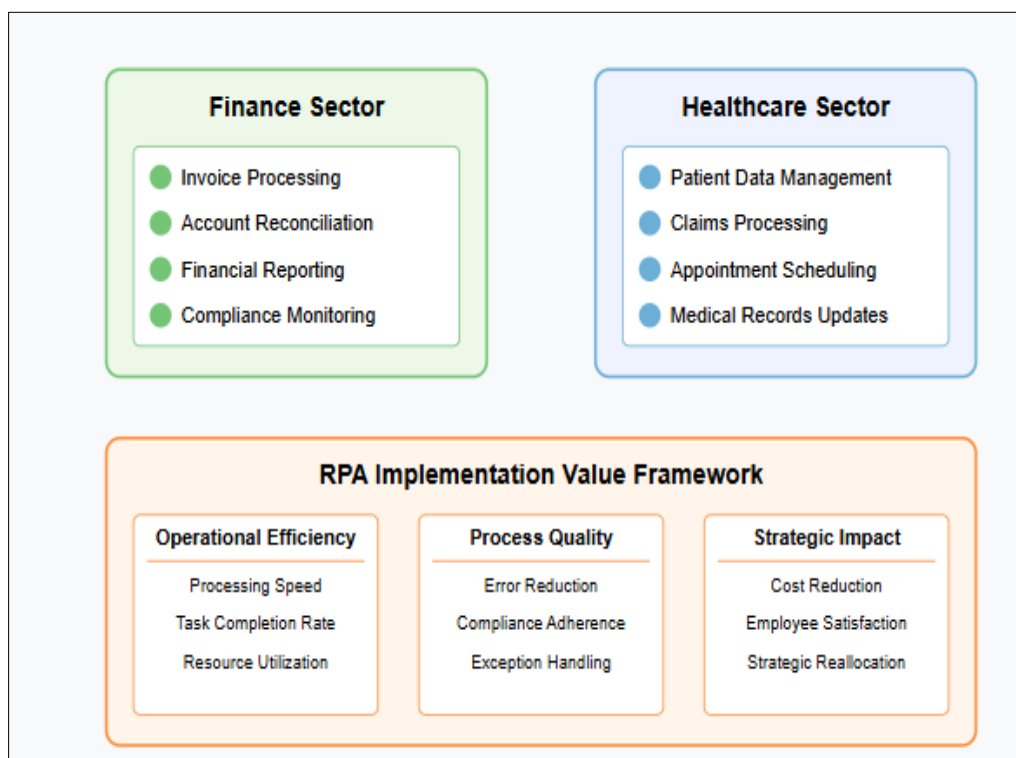 Finance Sector
Invoice Processing
Account Reconciliation
Financial Reporting
Compliance Monitoring
Healthcare Sector
Patient Data Management
Claims Processing
Appointment Scheduling
Medical Records Updates
RPA Implementation Value Framework
Operational Efficiency
Processing Speed
Task Completion Rate
Resource Utilization
Process Quality
Error Reduction
Compliance Adherence
Exception Handling
Strategic Impact
Cost Reduction
Employee Satisfaction
Strategic Reallocation